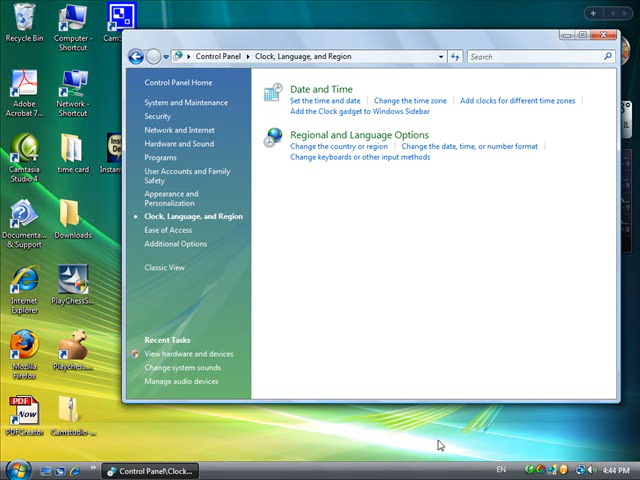 Recycle Bin
Computer - Shortcut
Control Panel
Clock, Language, and Region
Search
Adobe Acrobat 7...
Network - Shortcut
Camtasia Studio 4
time card
Documenta... & Support
Downloads
Internet Explorer
PlayChessS...
Mozilla Firefox
Playchess....
PDF
Now
PDFCreator
Camstudio-...
Control Panel Home
System and Maintenance
Security
Network and Internet
Hardware and Sound
Programs
User Accounts and Family
Safety
Appearance and
Personalization
Clock, Language, and Region
Ease of Access
Additional Options
Classic View
Recent Tasks
View hardware and devices
Change system sounds
Manage audio devices
Date and Time
Set the time and date
Change the time zone
Add clocks for different time zones
Add the Clock gadget to Windows Sidebar
Regional and Language Options
Change the country or region
Change the date, time, or number format
Change keyboards or other input methods
Control Panel\Clock...
EN
4:44 PM